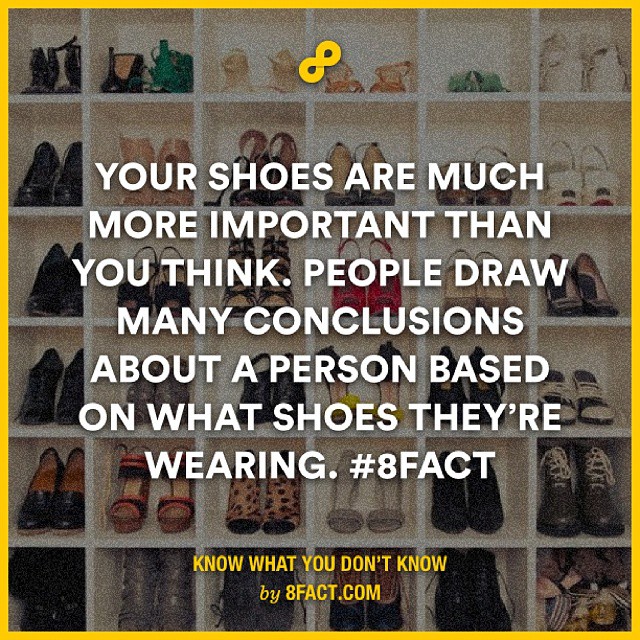 YOUR SHOES ARE MUCH
MORE IMPORTANT THAN
YOU THINK. PEOPLE DRAW
MANY CONCLUSIONS
ABOUT A PERSON BASED
ON WHAT SHOES THEY’RE
WEARING. #8FACT
KNOW WHAT YOU DON’T KNOW
by 8FACT.COM